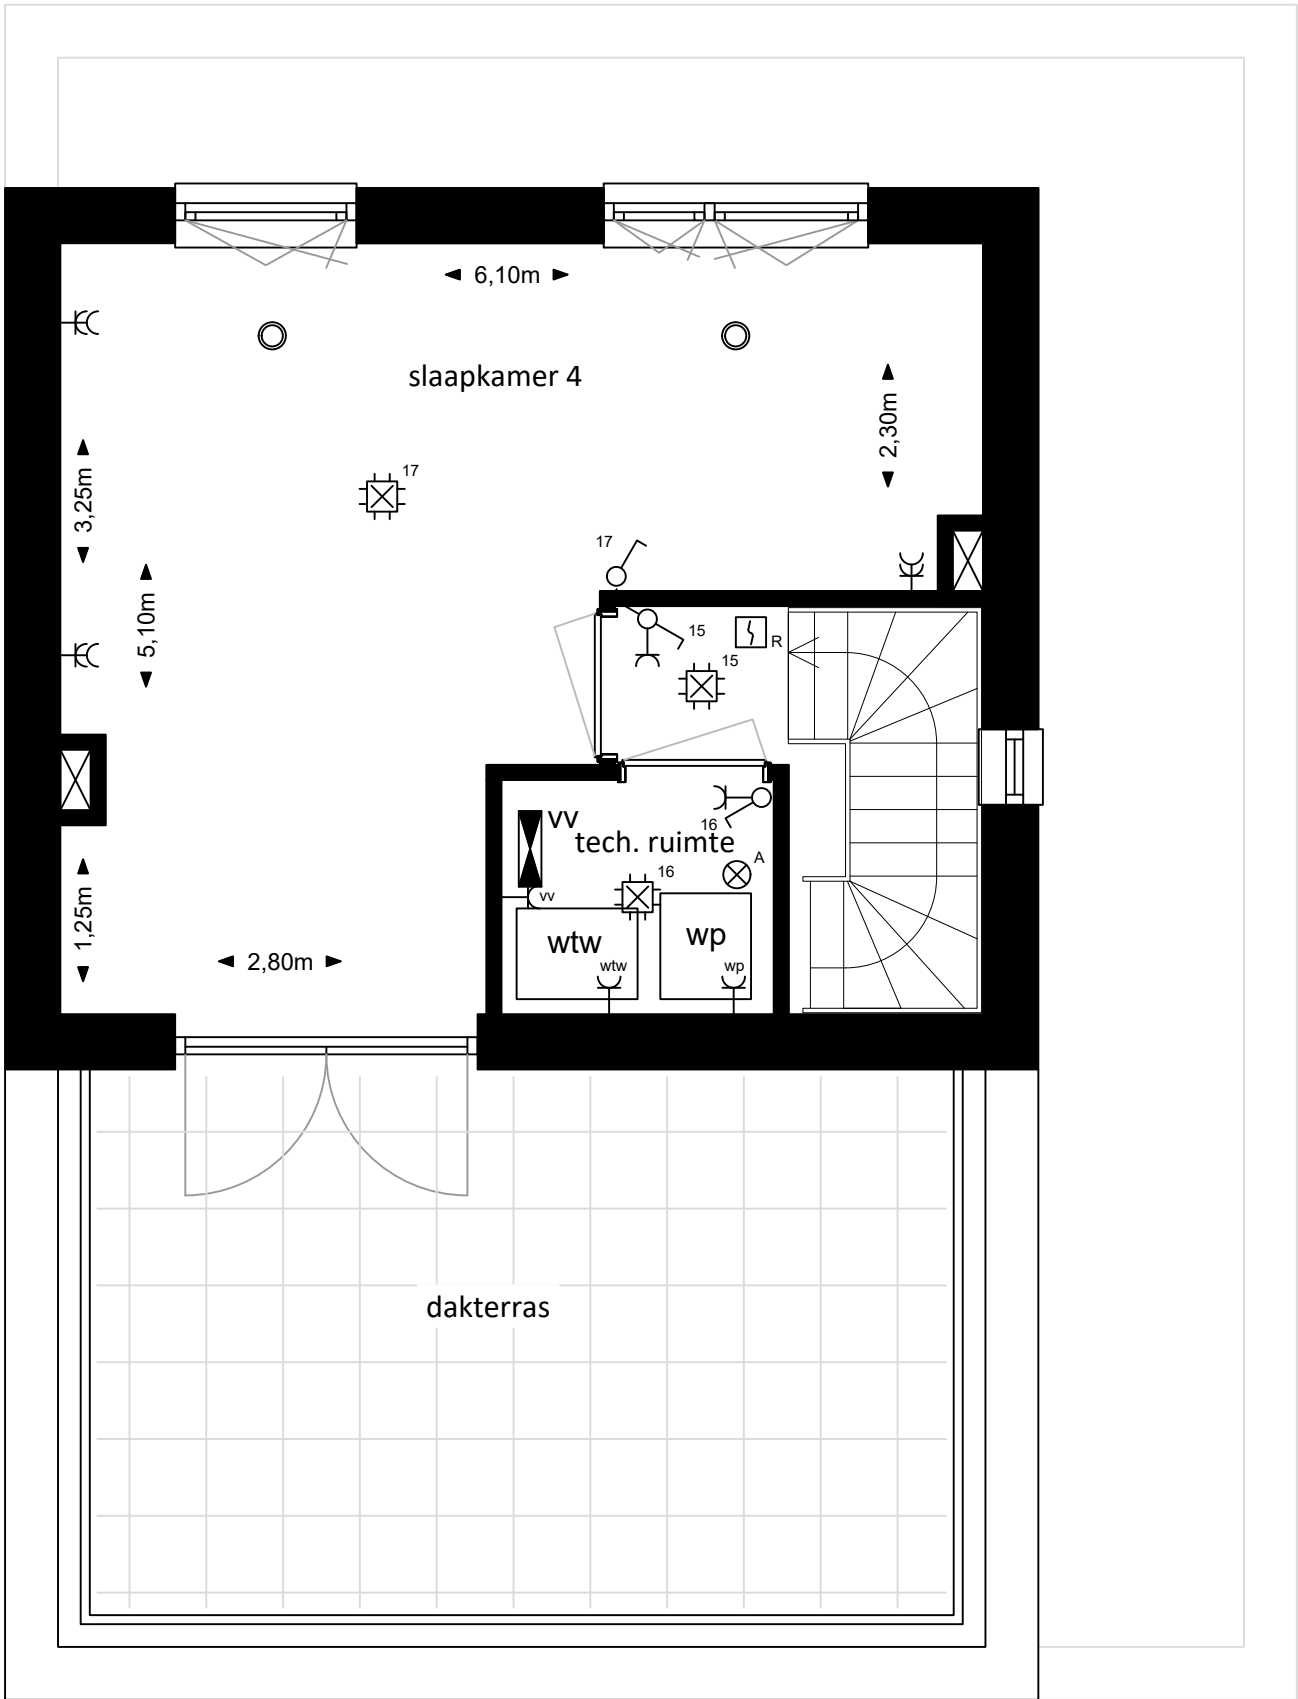 6,10m
slaapkamer 4
2,30m
3,25m
17
17
5,10m
15
R
15
vv
16
tech. ruimte
A
16
vv
1,25m
wtw
wp
2,80m
wtw
wp
dakterras